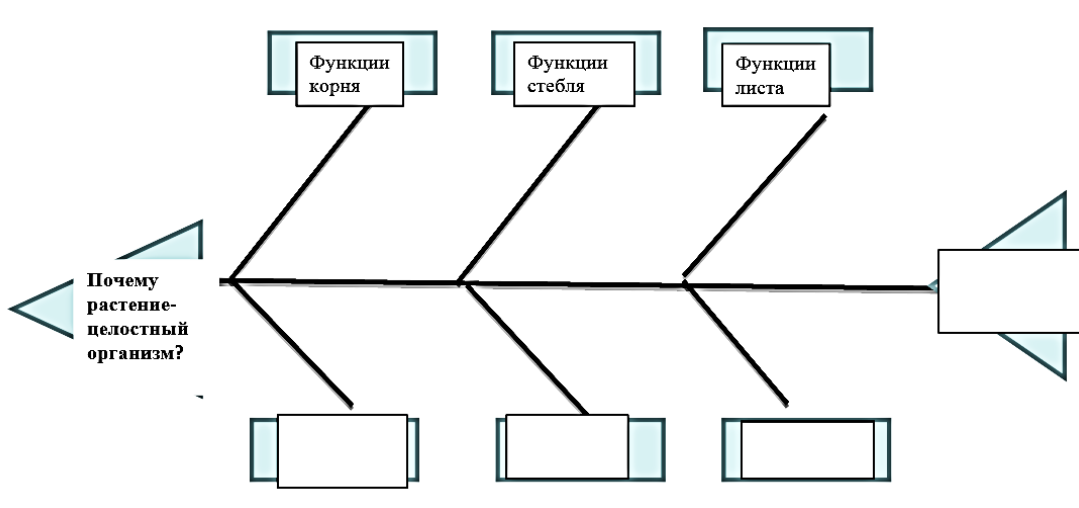 Функции
корня
Функции
стебля
Функции
листа
Почему
растение-
целостный
организм?